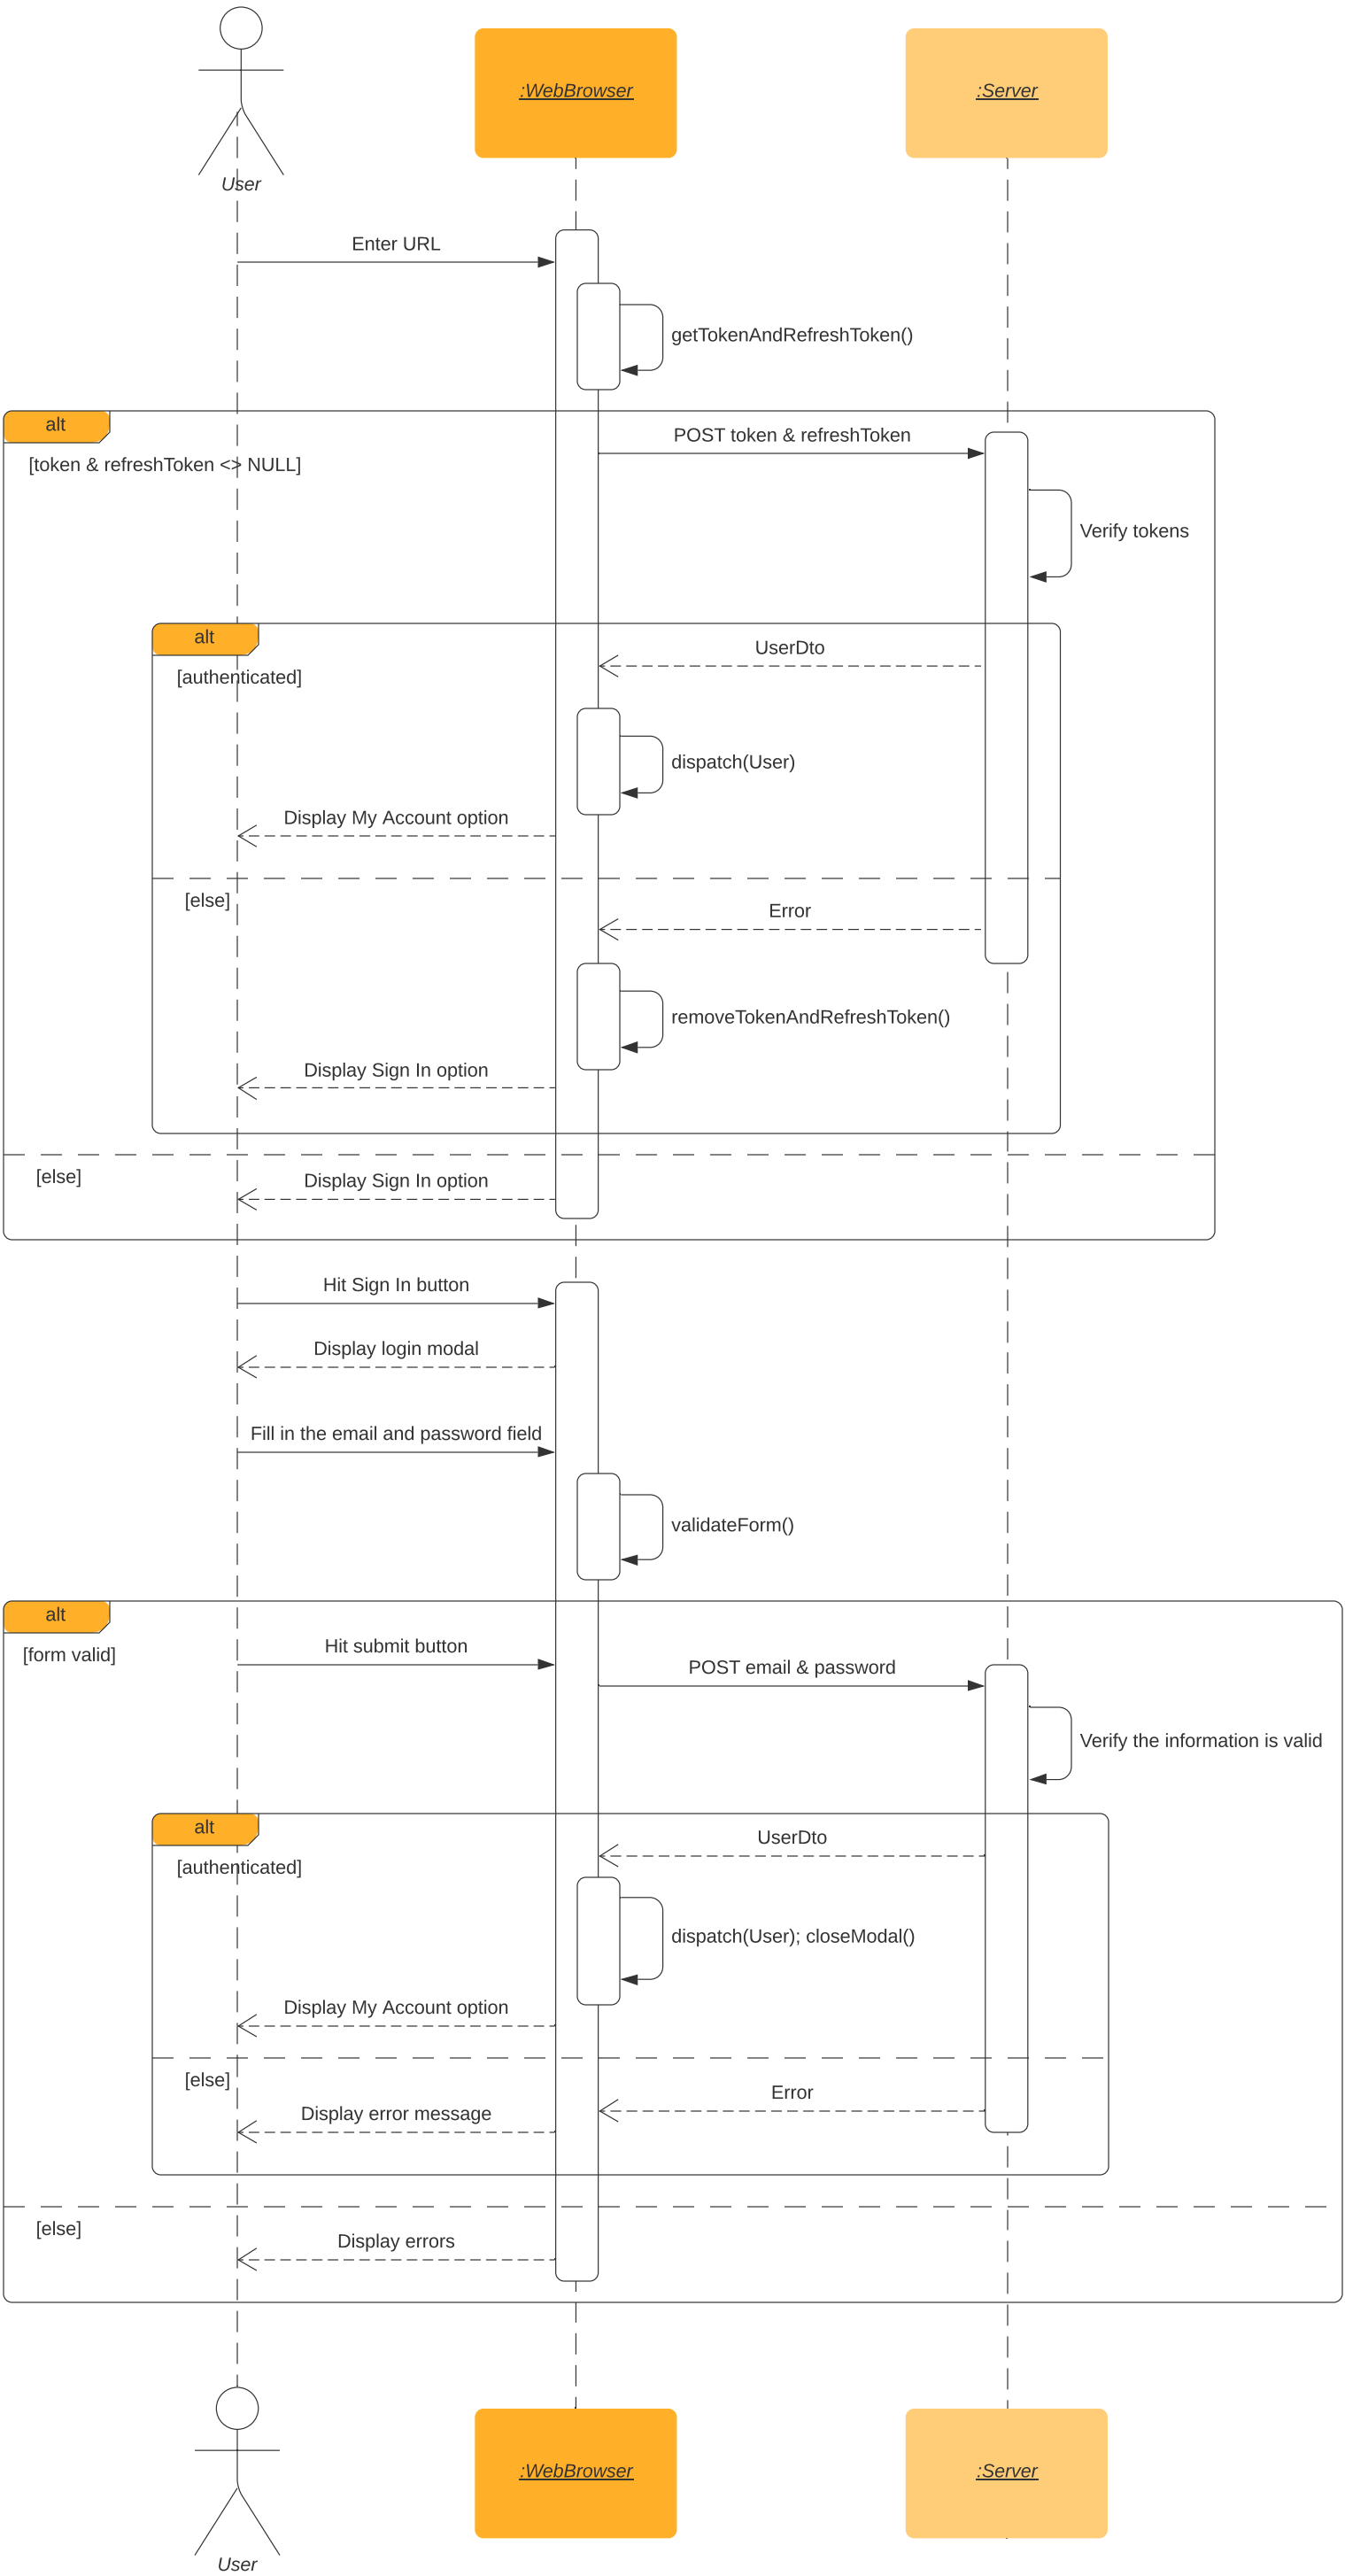 :WebBrowser
:Server
User
Enter URL
getTokenAndRefreshToken()
alt
POST token & refreshToken
[token & refreshToken <> NULL]
Verify tokens
alt
UserDto
[authenticated]
dispatch(User)
Display My Account option
[else]
Error
removeTokenAndRefreshToken()
Display Sign In option
[else]
Display Sign In option
Hit Sign In button
Display login modal
Fill in the email and password field
validateForm()
alt
Hit submit button
[form valid]
POST email & password
Verify the information is valid
alt
UserDto
[authenticated]
dispatch(User); closeModal()
Display My Account option
[else]
Error
Display error message
[else]
Display errors
:WebBrowser
:Server
User